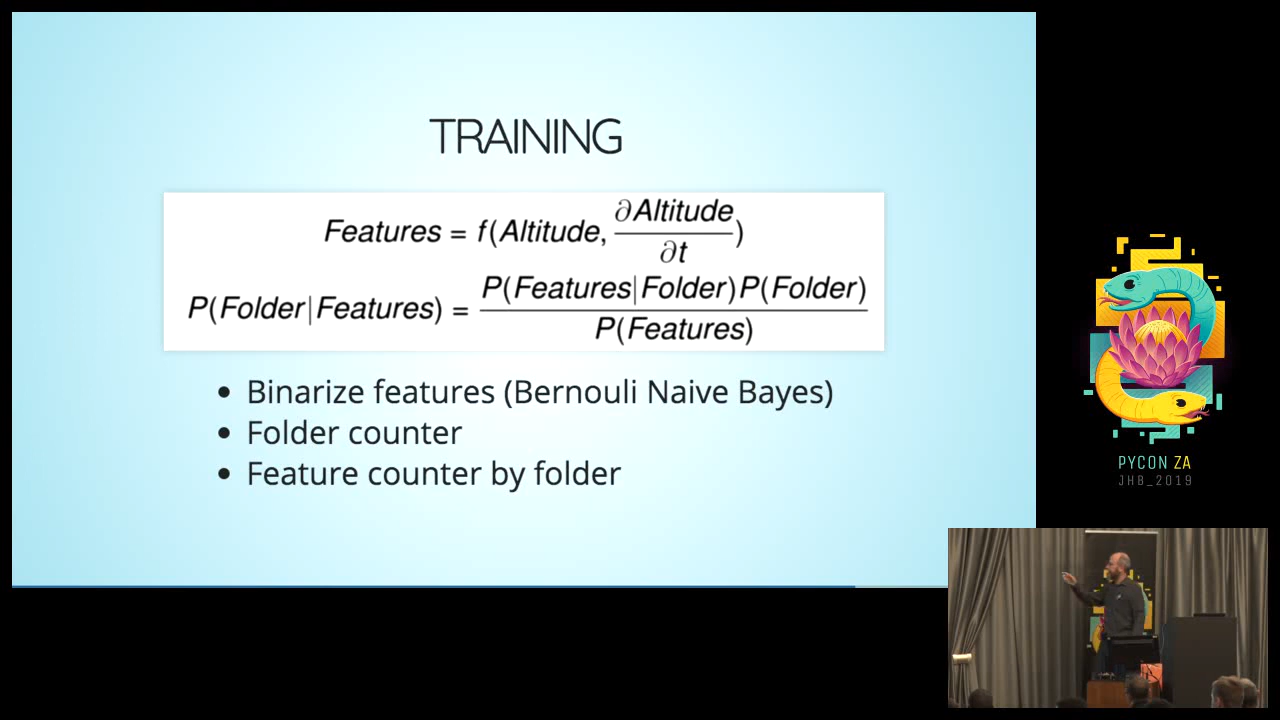 TRAINING
Features = f(Altitude, ∂Altitude/∂t)
P(Folder|Features) = P(Features|Folder)P(Folder)/P(Features)
• Binarize features (Bernouli Naive Bayes)
• Folder counter
• Feature counter by folder
PYCON ZA
JHB_2019